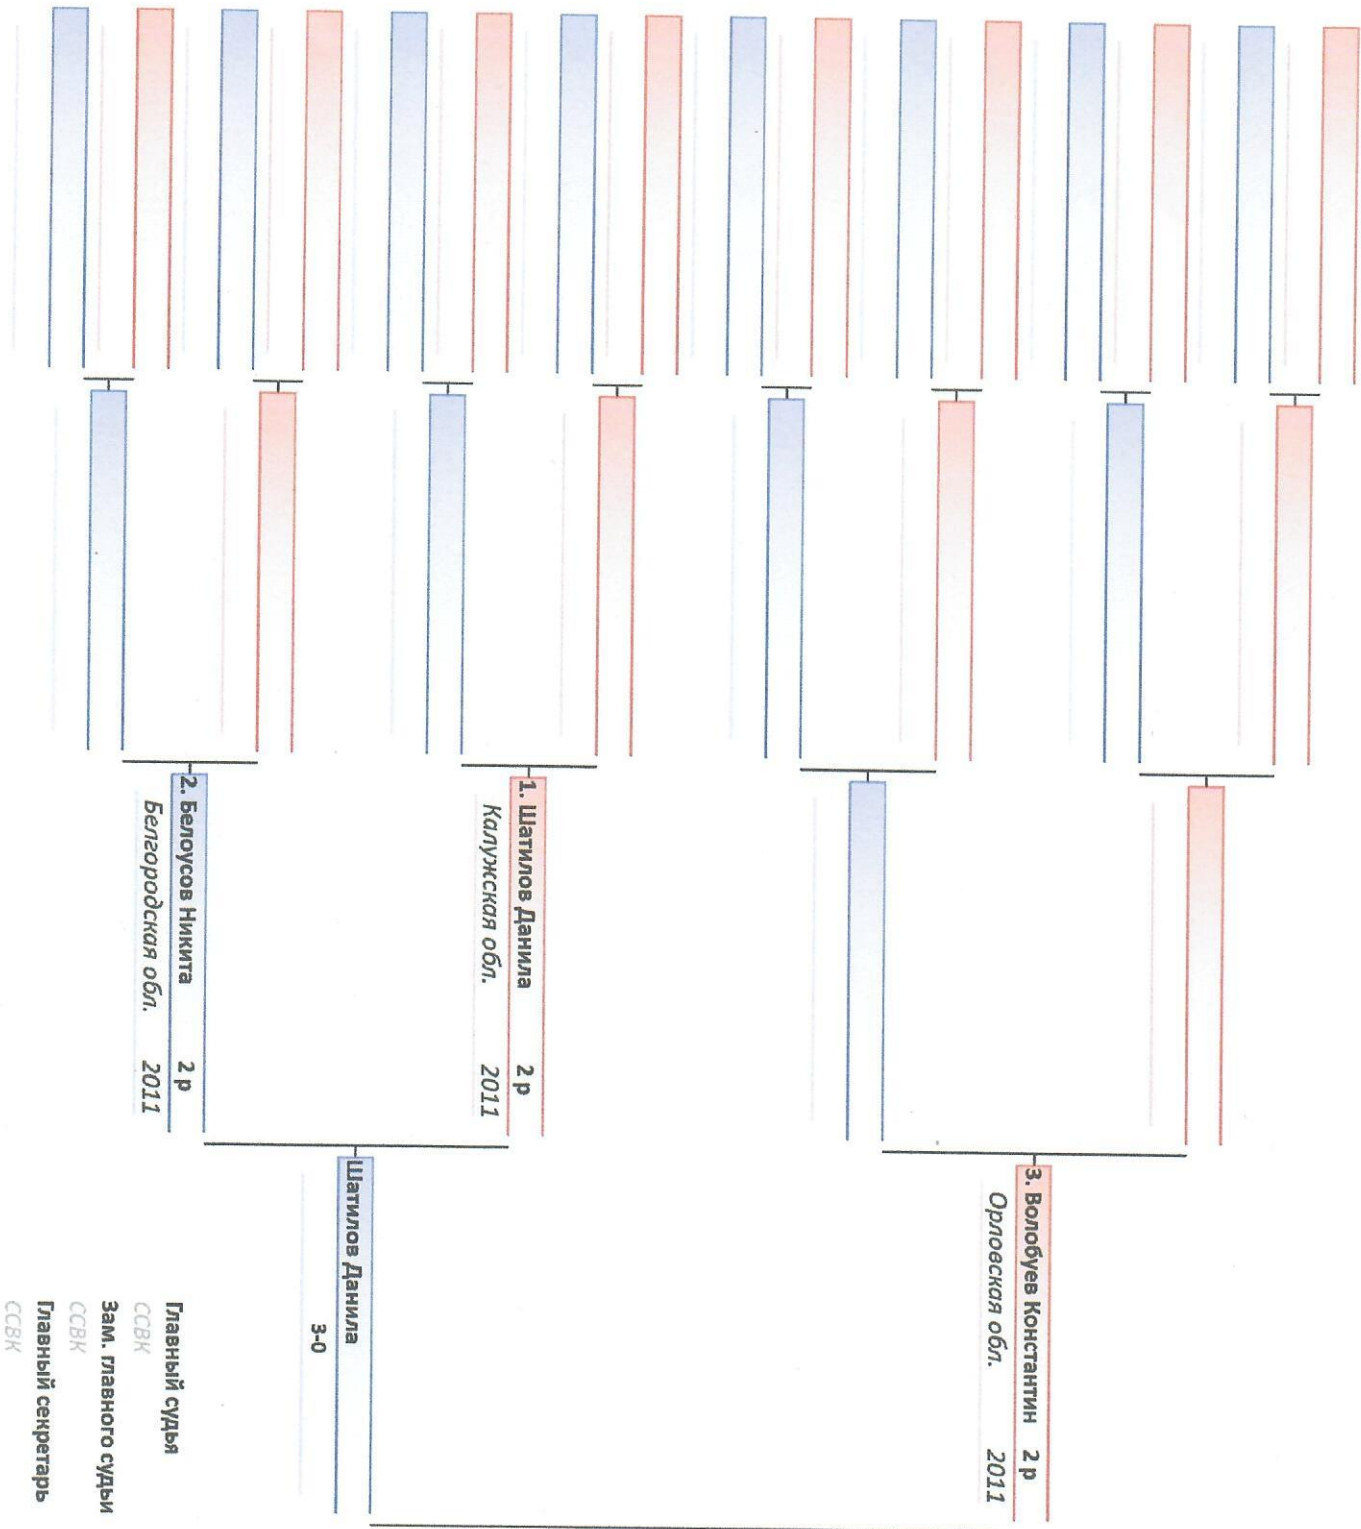 3. Волобуев Константин 2 р
Орловская обл. 2011
1. Шатилов Данила 2 р
Калужская обл. 2011
Шатилов Данила
3-0
2. Белоусов Никита 2 р
Белгородская обл. 2011
Главный судья
ССВК
Зам. главного судьи
ССВК
Главный секретарь
ССВК